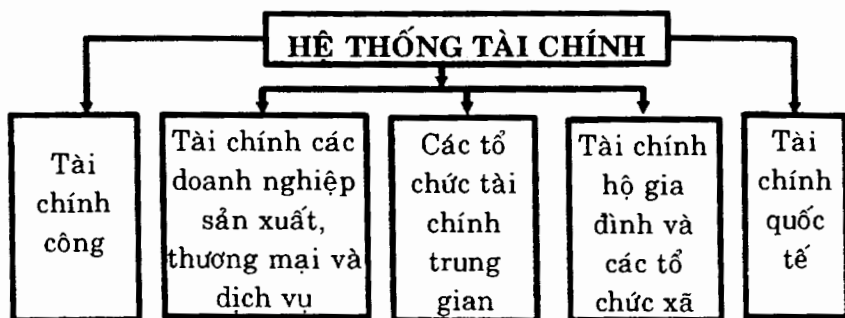 HỆ THỐNG TÀI CHÍNH
Tài
chính
công
Tài chính các
doanh nghiệp
sản xuất,
thương mại và
dịch vụ
Các tổ
chức tài
chính
trung
gian
Tài chính
hộ gia
đình và
các tổ
chức xã
Tài
chính
quốc
tế